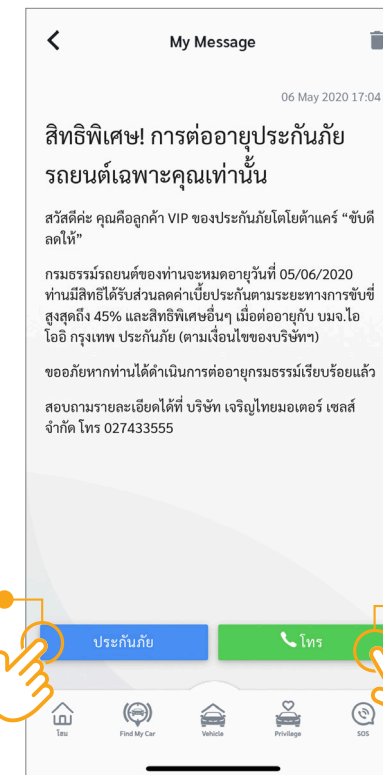 My Message
06 May 2020 17:04
สิทธิพิเศษ! การต่ออายุประกันภัย
รถยนต์เฉพาะคุณเท่านั้น
สวัสดีค่ะ คุณคือลูกค้า VIP ของประกันภัยโตโยต้าแคร์ “ขับดี
ลดให้”
กรมธรรม์รถยนต์ของท่านจะหมดอายุวันที่ 05/06/2020
ท่านมีสิทธิได้รับส่วนลดค่าเบี้ยประกันตามระยะทางการขับขี่
สูงสุดถึง 45% และสิทธิพิเศษอื่นๆ เมื่อต่ออายุกับ บมจ.ไอ
โออิ กรุงเทพ ประกันภัย (ตามเงื่อนไขของบริษัทฯ)
ขออภัยหากท่านได้ดำเนินการต่ออายุกรมธรรม์เรียบร้อยแล้ว
สอบถามรายละเอียดได้ที่ บริษัท เจริญไทยมอเตอร์ เซลส์
จำกัด โทร 027433555
ประกันภัย
โทร
โฮม
Find My Car
Vehicle
Privilege
SOS